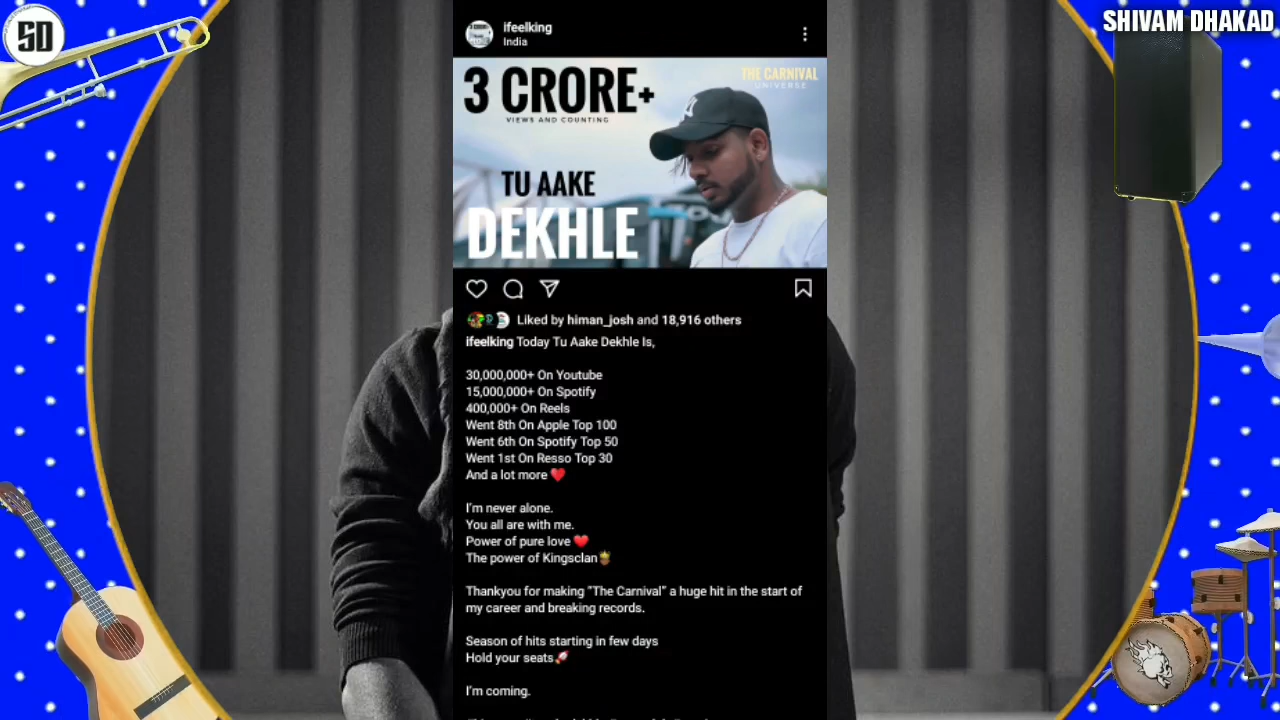 SD
SHIVAM DHAKAD
ifeelking
India
3 CRORE+
VIEWS AND COUNTING
THE CARNIVAL
UNIVERSE
TU AAKE
DEKHLE
Liked by himan_josh and 18,916 others
ifeelking Today Tu Aake Dekhle Is,
30,000,000+ On Youtube
15,000,000+ On Spotify
400,000+ On Reels
Went 8th On Apple Top 100
Went 6th On Spotify Top 50
Went 1st On Resso Top 30
And a lot more ❤️
I'm never alone.
You all are with me.
Power of pure love ❤️
The power of Kingsclan
Thankyou for making "The Carnival" a huge hit in the start of
my career and breaking records.
Season of hits starting in few days
Hold your seats🚀
I'm coming.